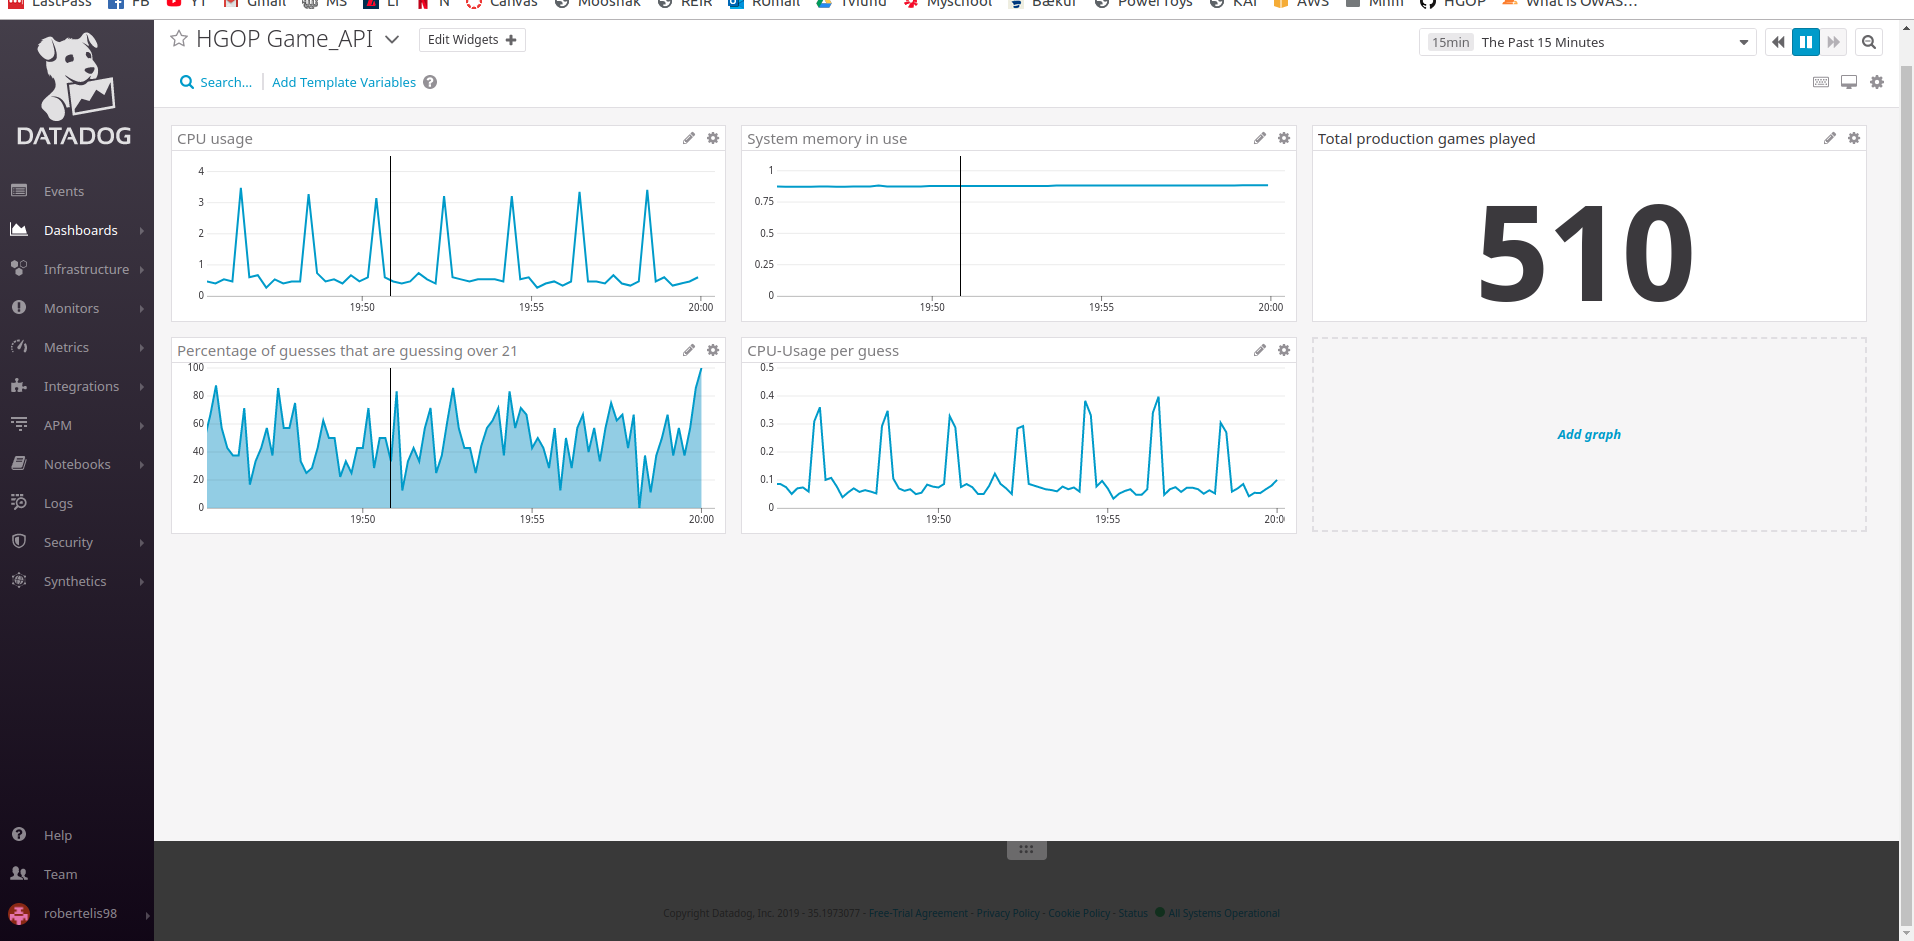 LastPass FB YT Gmail MS LI N Canvas Mooshak REIR RUmail Tvlund Myschool Bækur PowerToys KAT AWS Mhm HGOP What is OWAS...
HGOP Game_API Edit Widgets + 15min The Past 15 Minutes
Search... Add Template Variables ?
DATADOG
Events
Dashboards
Infrastructure
Monitors
Metrics
Integrations
APM
Notebooks
Logs
Security
Synthetics
Help
Team
robertelis98
CPU usage
4
3
2
1
0
19:50 19:55 20:00
System memory in use
1
0.75
0.5
0.25
0
19:50 19:55 20:00
Total production games played
510
Percentage of guesses that are guessing over 21
100
80
60
40
20
0
19:50 19:55 20:00
CPU-Usage per guess
0.5
0.4
0.3
0.2
0.1
0
19:50 19:55 20:0
Add graph
Copyright Datadog, Inc. 2019 - 35.1973077 - Free-Trial Agreement - Privacy Policy - Cookie Policy - Status All Systems Operational